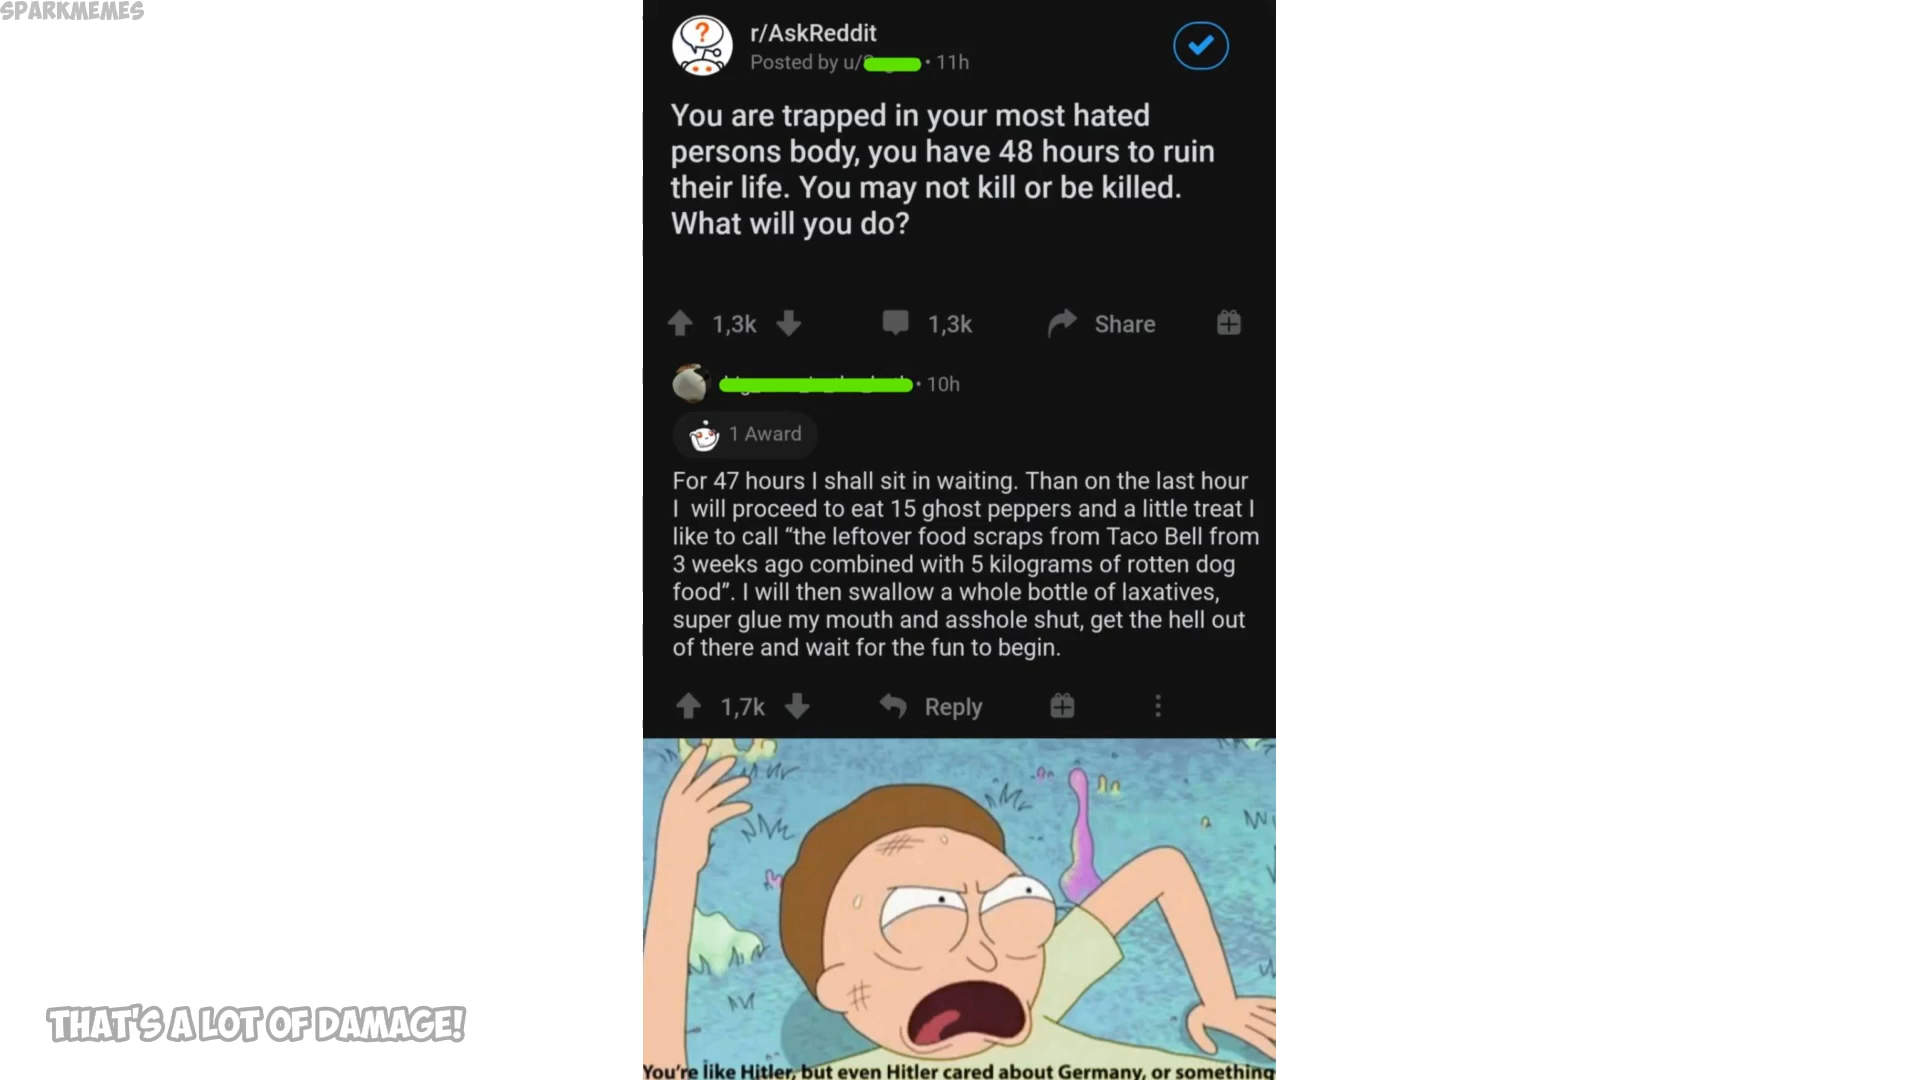 SPARKMEMES
r/AskReddit
Posted by u/ • 11h
You are trapped in your most hated
persons body, you have 48 hours to ruin
their life. You may not kill or be killed.
What will you do?
1,3k
1,3k
Share
• 10h
1 Award
For 47 hours I shall sit in waiting. Than on the last hour
I will proceed to eat 15 ghost peppers and a little treat I
like to call “the leftover food scraps from Taco Bell from
3 weeks ago combined with 5 kilograms of rotten dog
food”. I will then swallow a whole bottle of laxatives,
super glue my mouth and asshole shut, get the hell out
of there and wait for the fun to begin.
1,7k
Reply
THAT'S A LOT OF DAMAGE!
You're like Hitler, but even Hitler cared about Germany, or something